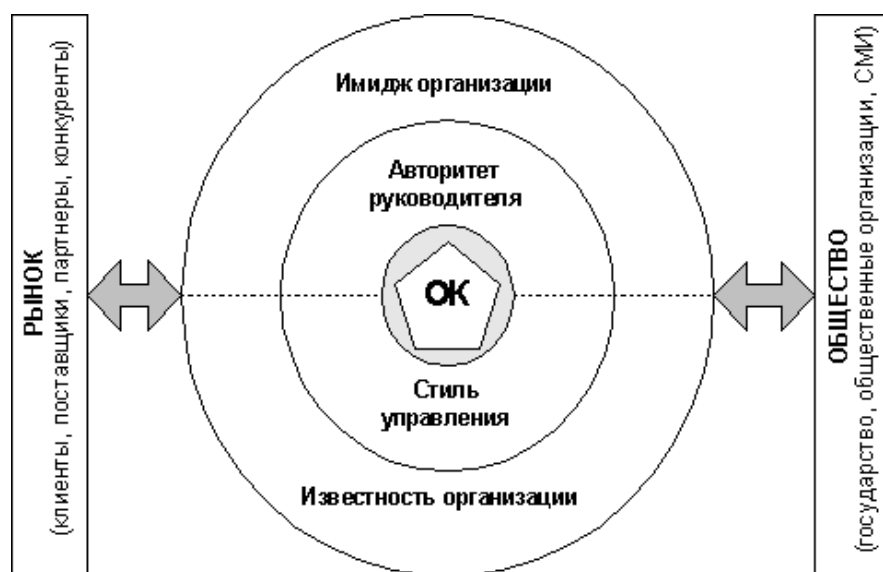 РЫНОК
(клиенты, поставщики, партнеры, конкуренты)
Имидж организации
Авторитет
руководителя
ОК
Стиль
управления
Известность организации
ОБЩЕСТВО
(государство, общественные организации, СМИ)